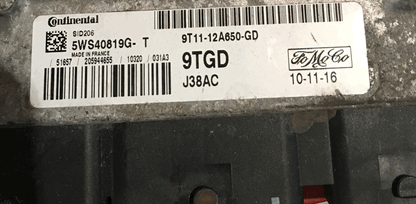 Continental
SID206
5WS40819G- T
MADE IN FRANCE
51657 205944655 10320 031A3
9T11-12A650-GD
9TGD
J38AC
FoMoCo
10-11-16